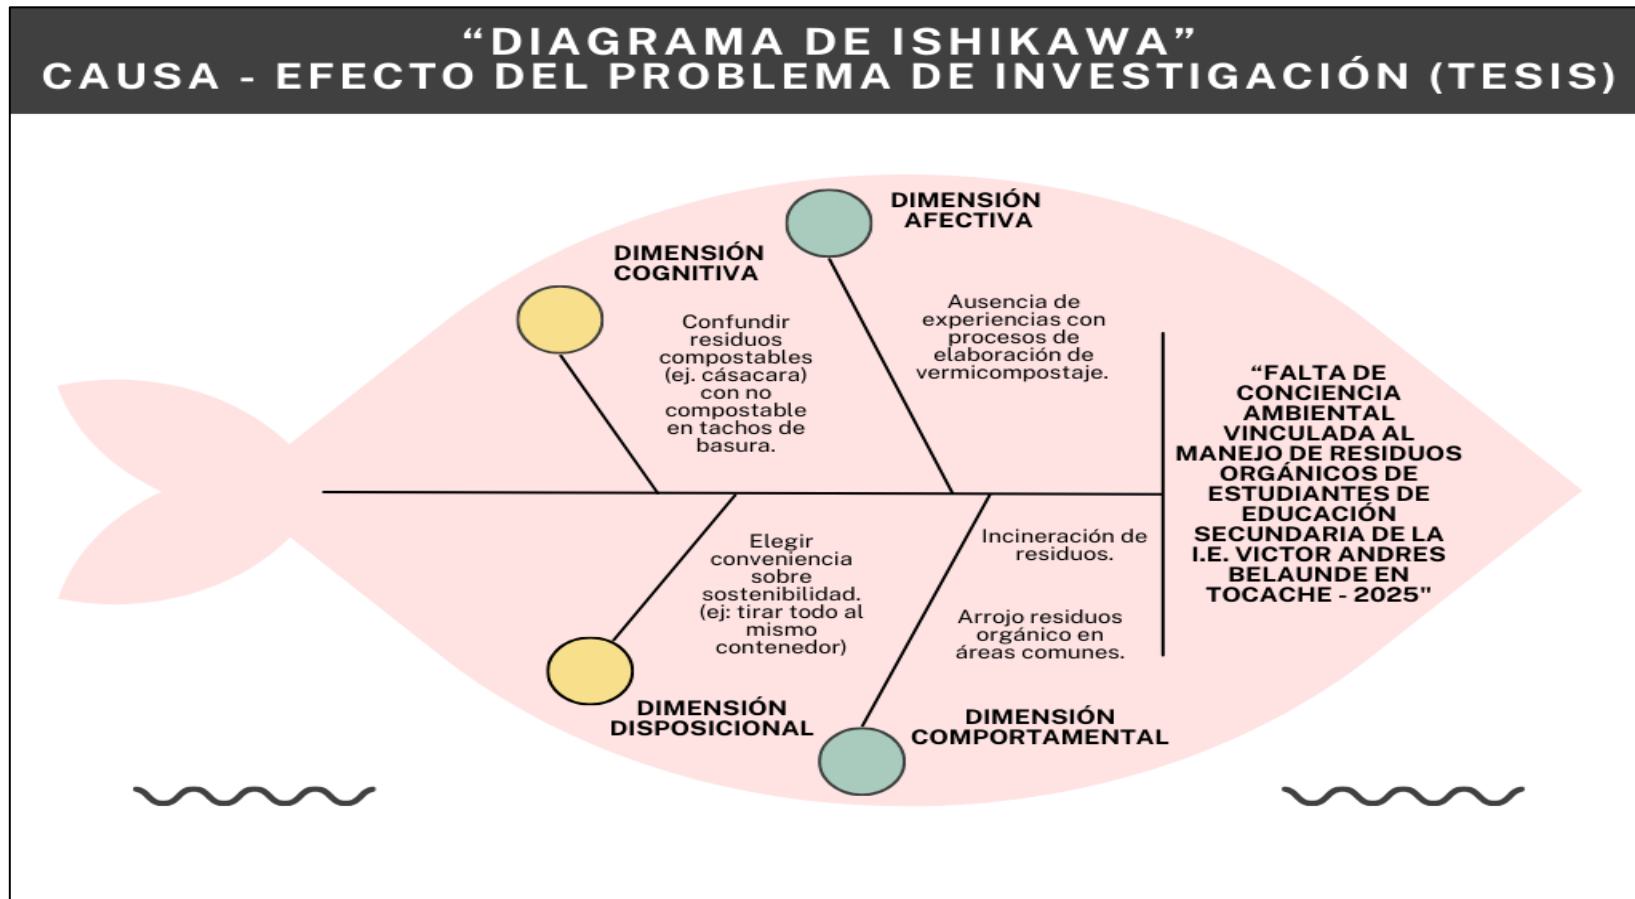 “DIAGRAMA DE ISHIKAWA”
CAUSA - EFECTO DEL PROBLEMA DE INVESTIGACIÓN (TESIS)
DIMENSIÓN
COGNITIVA
Confundir
residuos
compostables
(ej. cásacara)
con no
compostable
en tachos de
basura.
DIMENSIÓN
AFECTIVA
Ausencia de
experiencias con
procesos de
elaboración de
vermicompostaje.
Elegir
conveniencia
sobre
sostenibilidad.
(ej: tirar todo al
mismo
contenedor)
DIMENSIÓN
DISPOSICIONAL
Incineración de
residuos.
Arrojo residuos
orgánico en
áreas comunes.
DIMENSIÓN
COMPORTAMENTAL
“FALTA DE
CONCIENCIA
AMBIENTAL
VINCULADA AL
MANEJO DE RESIDUOS
ORGÁNICOS DE
ESTUDIANTES DE
EDUCACIÓN
SECUNDARIA DE LA
I.E. VICTOR ANDRES
BELAUNDE EN
TOCACHE - 2025"